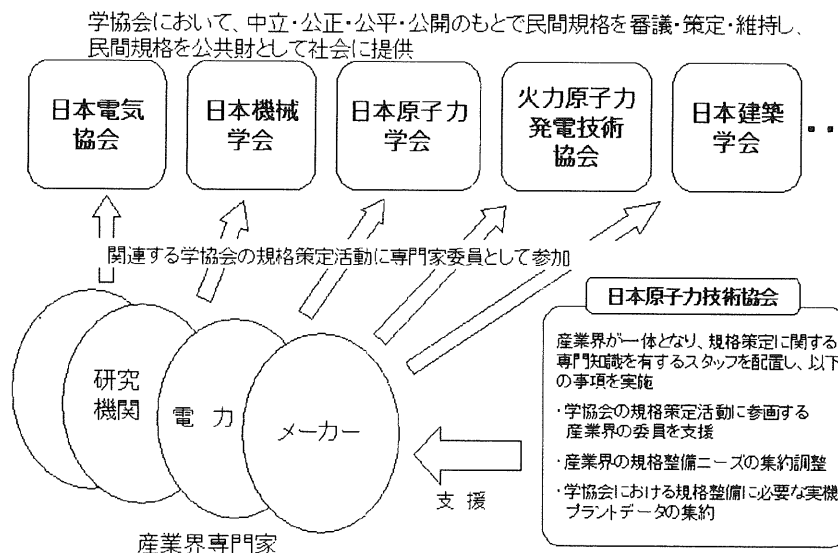 学協会において、中立・公正・公平・公開のもとで民間規格を審議・策定・維持し、
民間規格を公共財として社会に提供
日本電気
協会
日本機械
学会
日本原子力
学会
火力原子力
発電技術
協会
日本建築
学会
・・
関連する学協会の規格策定活動に専門家委員として参加
研究
機関
電 力
メーカー
産業界専門家
支 援
日本原子力技術協会
産業界が一体となり、規格策定に関する
専門知識を有するスタッフを配置し、以下
の事項を実施
・学協会の規格策定活動に参画する
産業界の委員を支援
・産業界の規格整備ニーズの集約調整
・学協会における規格整備に必要な実機
プラントデータの集約